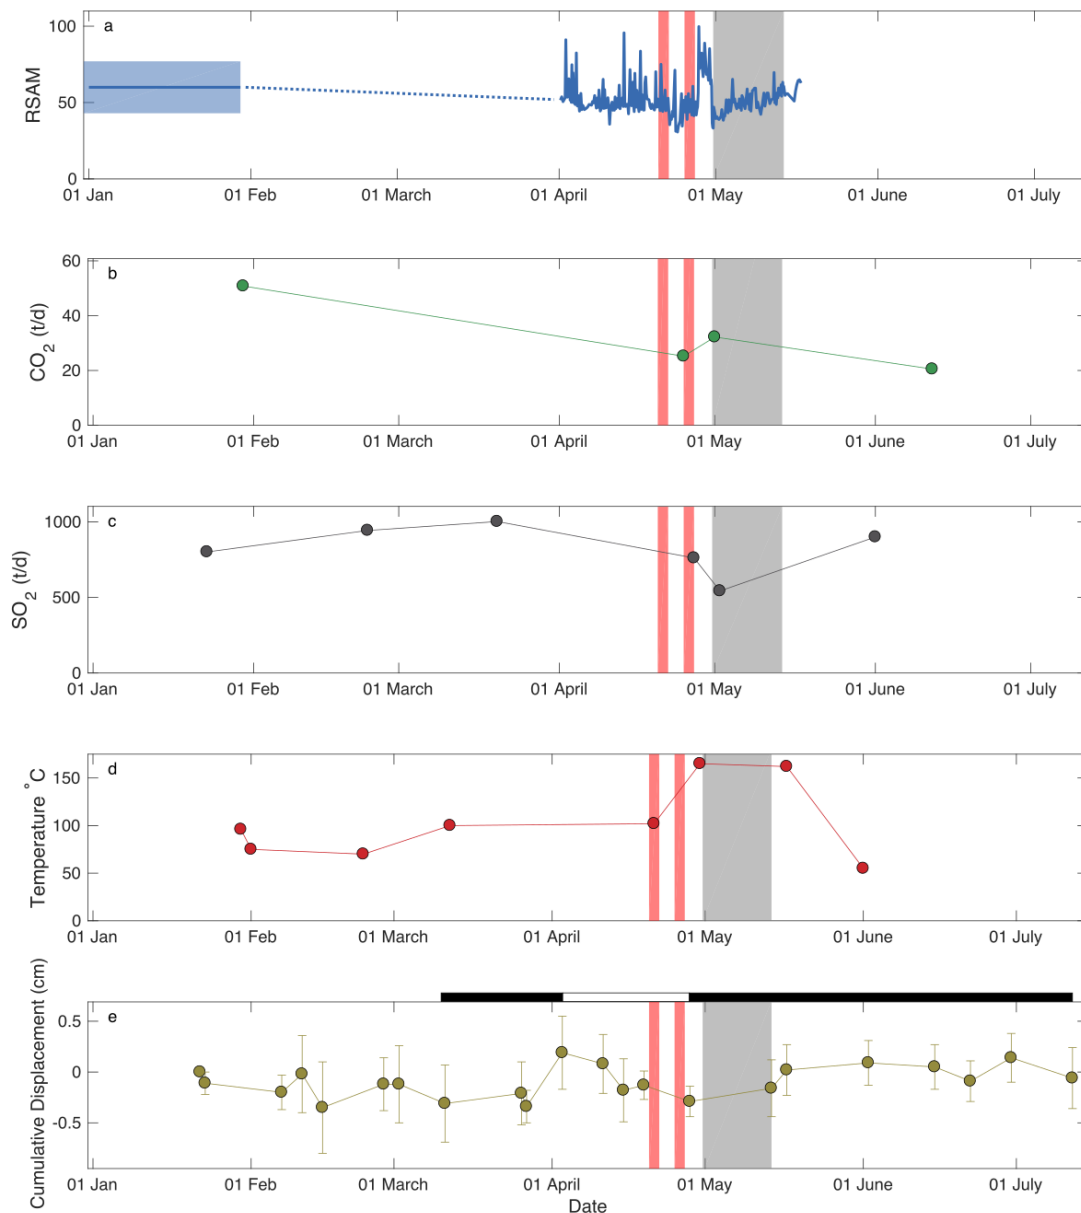 a
100
50
0
RSAM
01 Jan 01 Feb 01 March 01 April 01 May 01 June 01 July
b
60
40
20
0
CO2 (t/d)
01 Jan 01 Feb 01 March 01 April 01 May 01 June 01 July
c
1000
500
0
SO2 (t/d)
01 Jan 01 Feb 01 March 01 April 01 May 01 June 01 July
d
150
100
50
0
Temperature °C
01 Jan 01 Feb 01 March 01 April 01 May 01 June 01 July
e
0.5
0
-0.5
Cumulative Displacement (cm)
01 Jan 01 Feb 01 March 01 April 01 May 01 June 01 July
Date